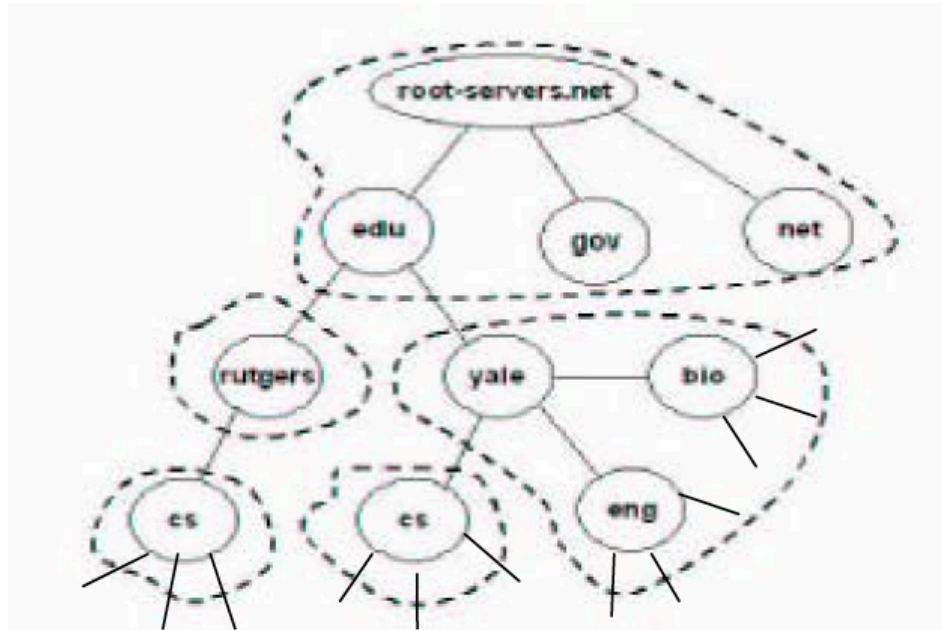 root-servers.net
edu
gov
net
rutgers
yale
bio
cs
cs
eng